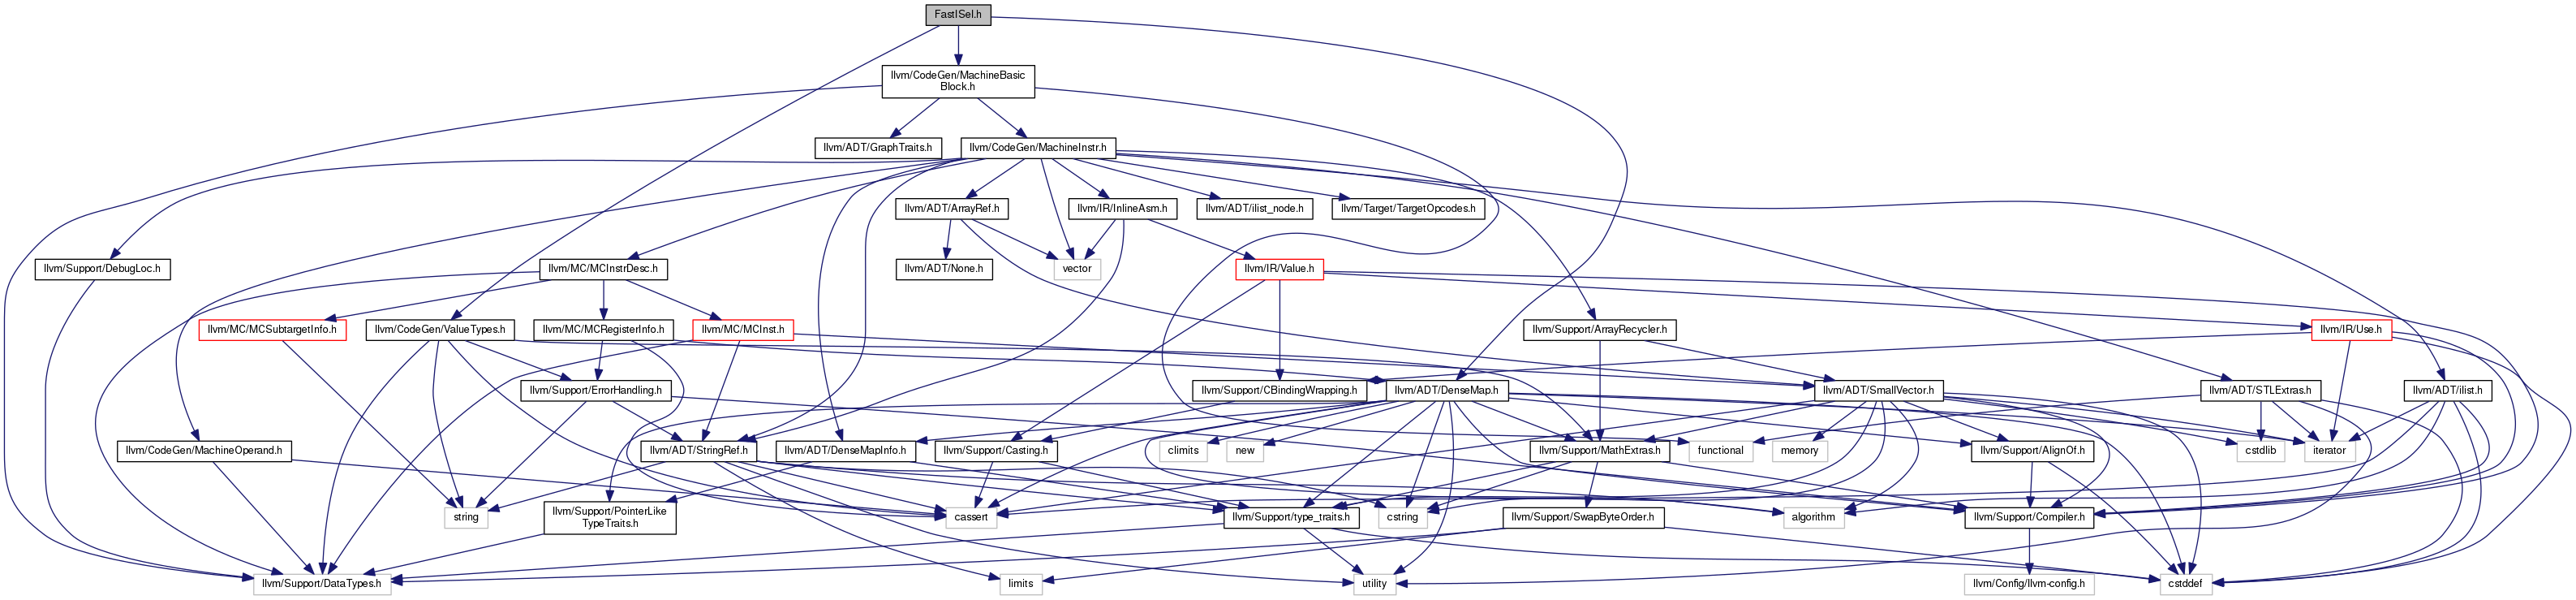 FastISel.h
llvm/CodeGen/MachineBasic
Block.h
llvm/ADT/GraphTraits.h
llvm/CodeGen/MachineInstr.h
llvm/ADT/ArrayRef.h
llvm/IR/InlineAsm.h
llvm/ADT/ilist_node.h
llvm/Target/TargetOpcodes.h
llvm/Support/DebugLoc.h
llvm/MC/MCInstrDesc.h
llvm/ADT/None.h
vector
llvm/IR/Value.h
llvm/MC/MCSubtargetInfo.h
llvm/CodeGen/ValueTypes.h
llvm/MC/MCRegisterInfo.h
llvm/MC/MCInst.h
llvm/Support/ArrayRecycler.h
llvm/IR/Use.h
llvm/Support/ErrorHandling.h
llvm/Support/CBindingWrapping.h
llvm/ADT/DenseMap.h
llvm/ADT/SmallVector.h
llvm/ADT/STLExtras.h
llvm/ADT/ilist.h
llvm/CodeGen/MachineOperand.h
llvm/ADT/StringRef.h
llvm/ADT/DenseMapInfo.h
llvm/Support/Casting.h
climits
new
llvm/Support/MathExtras.h
functional
memory
llvm/Support/AlignOf.h
cstdlib
iterator
string
llvm/Support/PointerLike
TypeTraits.h
cassert
llvm/Support/type_traits.h
cstring
llvm/Support/SwapByteOrder.h
algorithm
llvm/Support/Compiler.h
llvm/Support/DataTypes.h
limits
utility
llvm/Config/llvm-config.h
cstddef